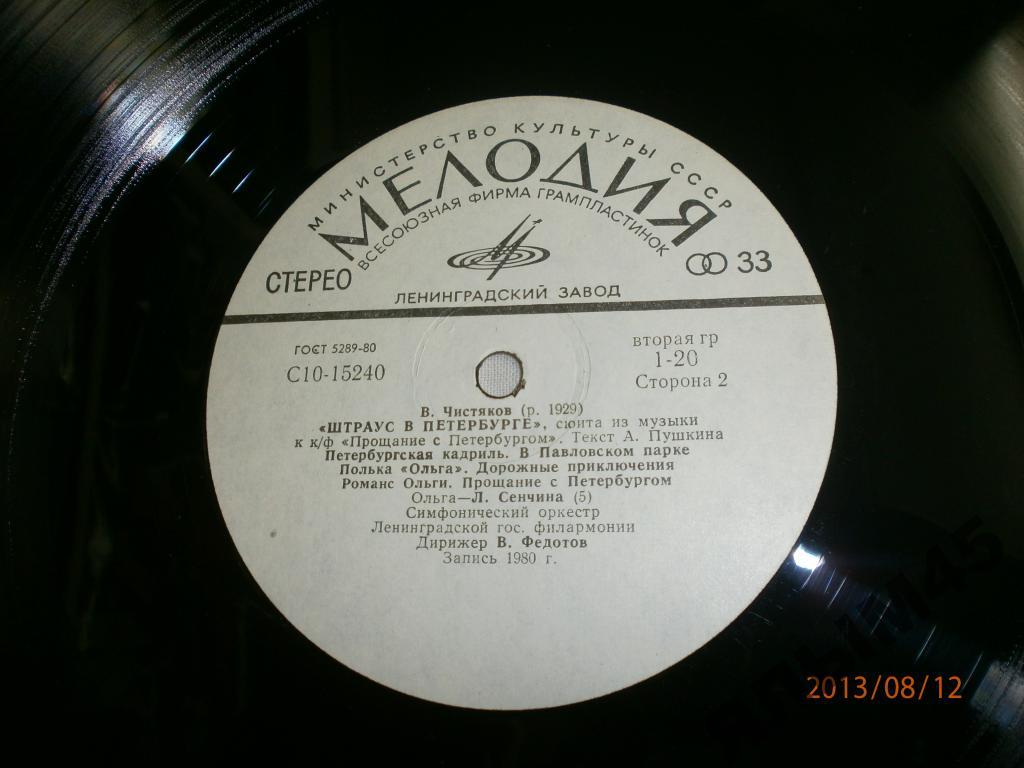 МИНИСТЕРСТВО КУЛЬТУРЫ СССР
МЕЛОДИЯ
ВСЕСОЮЗНАЯ ФИРМА ГРАМПЛАСТИНОК
СТЕРЕО
33
ЛЕНИНГРАДСКИЙ ЗАВОД
ГОСТ 5289-80
С10-15240
вторая гр
1-20
Сторона 2
В. Чистяков (р. 1929)
«ШТРАУС В ПЕТЕРБУРГЕ», сюита из музыки
к к/ф «Прощание с Петербургом». Текст А. Пушкина
Петербургская кадриль. В Павловском парке
Полька «Ольга». Дорожные приключения
Романс Ольги. Прощание с Петербургом
Ольга—Л. Сенчина (5)
Симфонический оркестр
Ленинградской гос. филармонии
Дирижер В. Федотов
Запись 1980 г.
2013/08/12